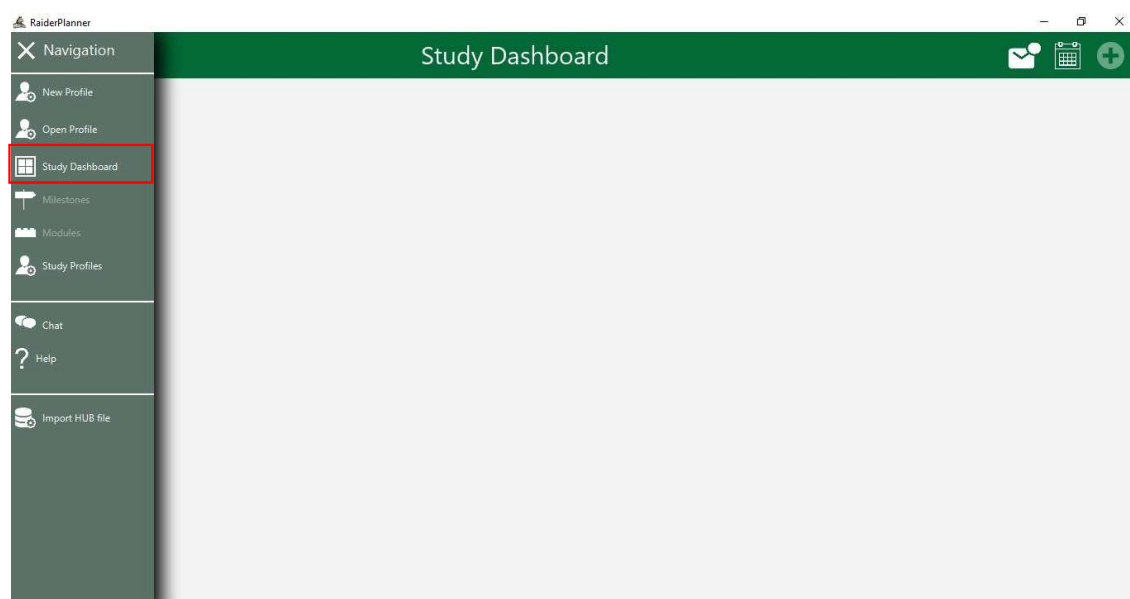 RaiderPlanner
Navigation
Study Dashboard
New Profile
Open Profile
Study Dashboard
Milestones
Modules
Study Profiles
Chat
? Help
Import HUB file